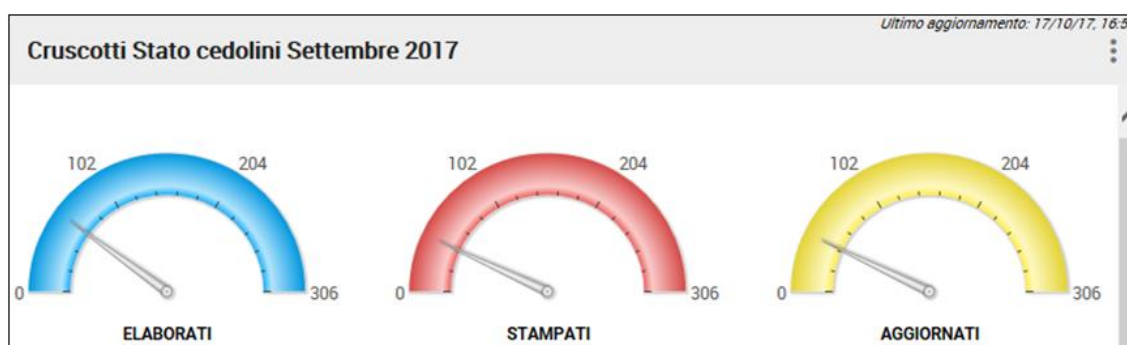 Ultimo aggiornamento: 17/10/17, 16:5
Cruscotti Stato cedolini Settembre 2017
102 204 102 204 102 204
0 306 0 306 0 306
ELABORATI STAMPATI AGGIORNATI